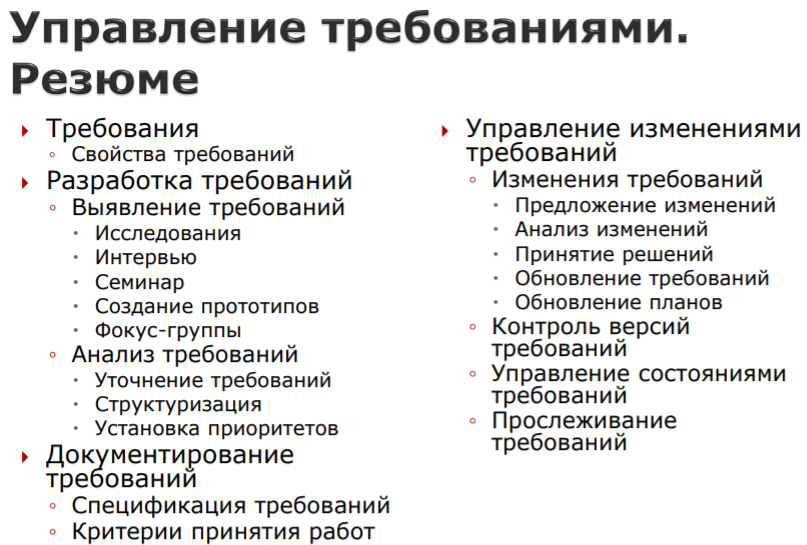 Управление требованиями.
Резюме
Требования
Свойства требований
Разработка требований
Выявление требований
Исследования
Интервью
Семинар
Создание прототипов
Фокус-группы
Анализ требований
Уточнение требований
Структуризация
Установка приоритетов
Документирование
требований
Спецификация требований
Критерии принятия работ
Управление изменениями
требований
Изменения требований
Предложение изменений
Анализ изменений
Принятие решений
Обновление требований
Обновление планов
Контроль версий
требований
Управление состояниями
требований
Прослеживание
требований